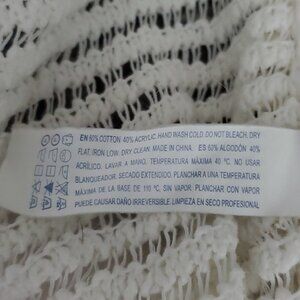 EN 60% COTTON 40% ACRYLIC. HAND WASH COLD. DO NOT BLEACH. DRY
FLAT. IRON LOW. DRY CLEAN. MADE IN CHINA. ES 60% ALGODÓN 40%
ACRÍLICO. LAVAR A MANO. TEMPERATURA MÁXIMA 40 °C. NO USAR
BLANQUEADOR. SECADO EXTENDIDO. PLANCHAR A UNA TEMPERATURA
MÁXIMA DE LA BASE DE 110 °C, SIN VAPOR. PLANCHAR CON VAPOR
PUEDE CAUSAR DAÑO IRREVERSIBLE. LIMPIEZA EN SECO PROFESIONAL.